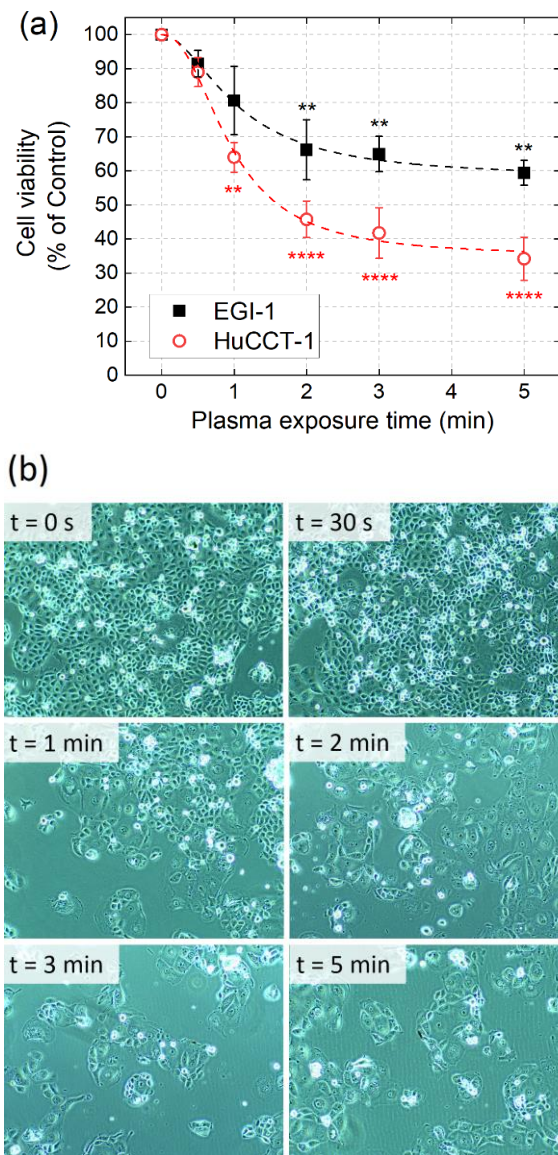 (a)
100
90
80
70
60
50
40
30
20
10
0
Cell viability
(% of Control)
**
**
**
**
****
****
****
EGI-1
HuCCT-1
0
1
2
3
4
5
Plasma exposure time (min)
(b)
t = 0 s
t = 30 s
t = 1 min
t = 2 min
t = 3 min
t = 5 min